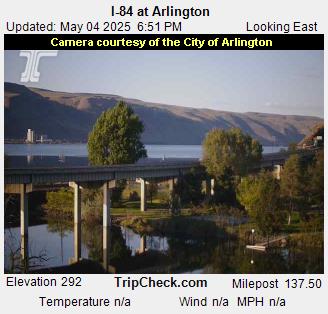 I-84 at Arlington
Updated: May 04 2025 6:51 PM Looking East
Camera courtesy of the City of Arlington
Elevation 292 TripCheck.com Milepost 137.50
Temperature n/a Wind n/a MPH n/a